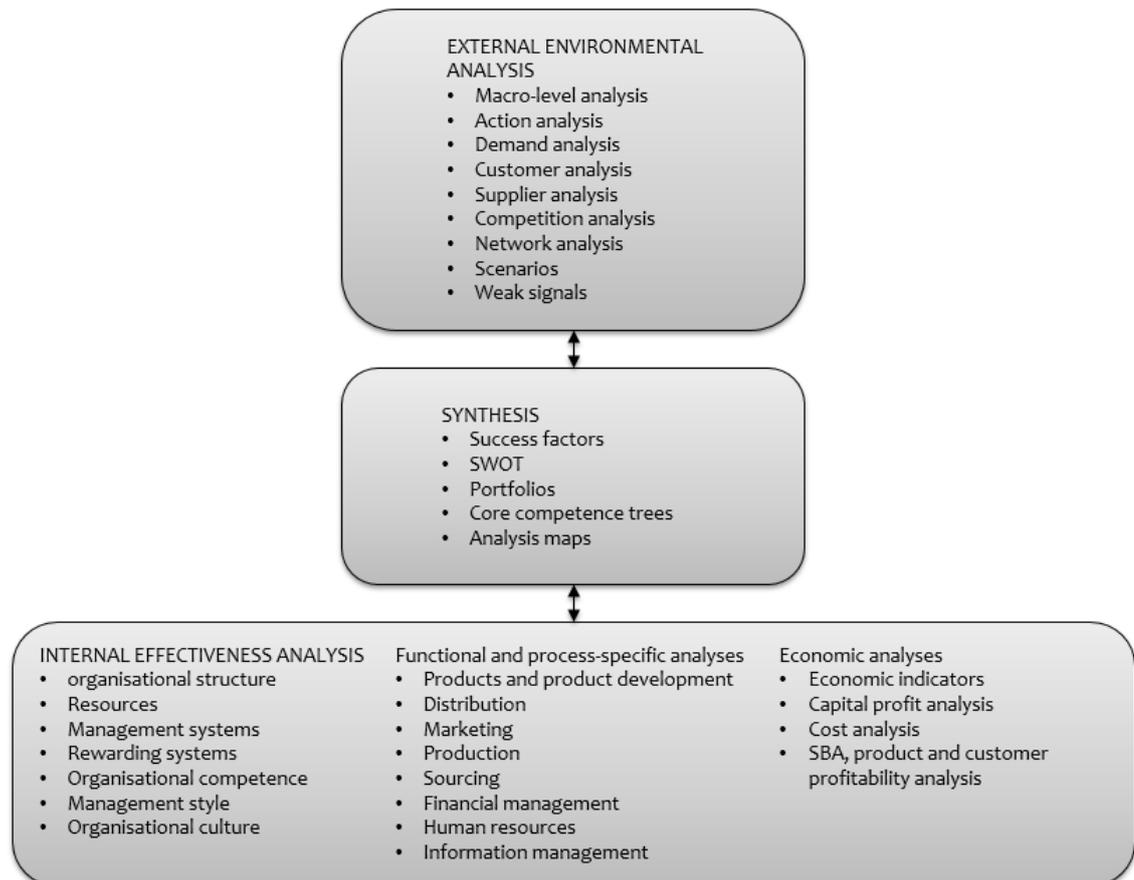 EXTERNAL ENVIRONMENTAL
ANALYSIS
• Macro-level analysis
• Action analysis
• Demand analysis
• Customer analysis
• Supplier analysis
• Competition analysis
• Network analysis
• Scenarios
• Weak signals
SYNTHESIS
• Success factors
• SWOT
• Portfolios
• Core competence trees
• Analysis maps
INTERNAL EFFECTIVENESS ANALYSIS
• organisational structure
• Resources
• Management systems
• Rewarding systems
• Organisational competence
• Management style
• Organisational culture
Functional and process-specific analyses
• Products and product development
• Distribution
• Marketing
• Production
• Sourcing
• Financial management
• Human resources
• Information management
Economic analyses
• Economic indicators
• Capital profit analysis
• Cost analysis
• SBA, product and customer
profitability analysis